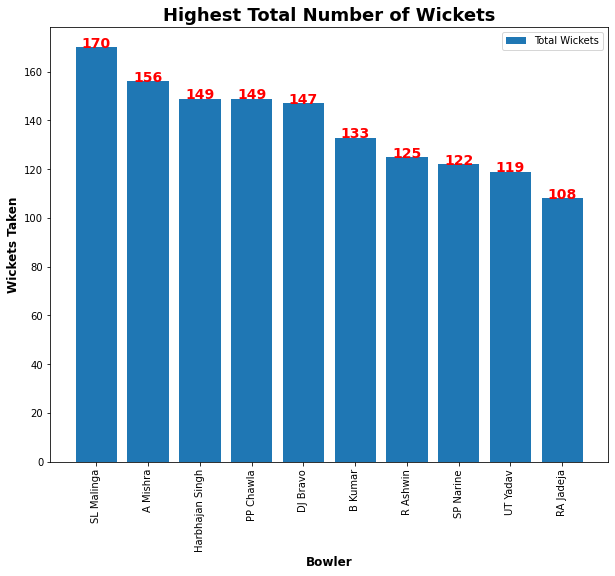 Highest Total Number of Wickets
Total Wickets
170
156
149
149
147
133
125
122
119
108
Wickets Taken
160
140
120
100
80
60
40
20
0
SL Malinga
A Mishra
Harbhajan Singh
PP Chawla
DJ Bravo
B Kumar
R Ashwin
SP Narine
UT Yadav
RA Jadeja
Bowler